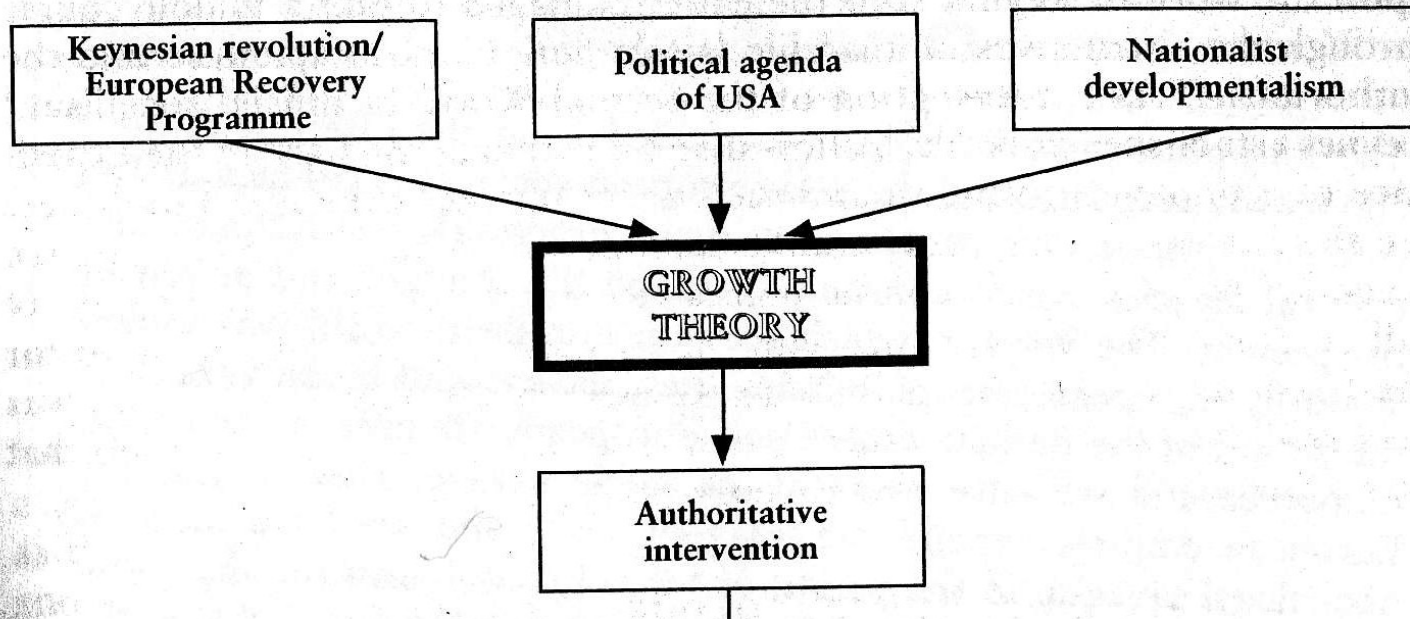 Keynesian revolution/
European Recovery
Programme
Political agenda
of USA
Nationalist
developmentalism
GROWTH
THEORY
Authoritative
intervention